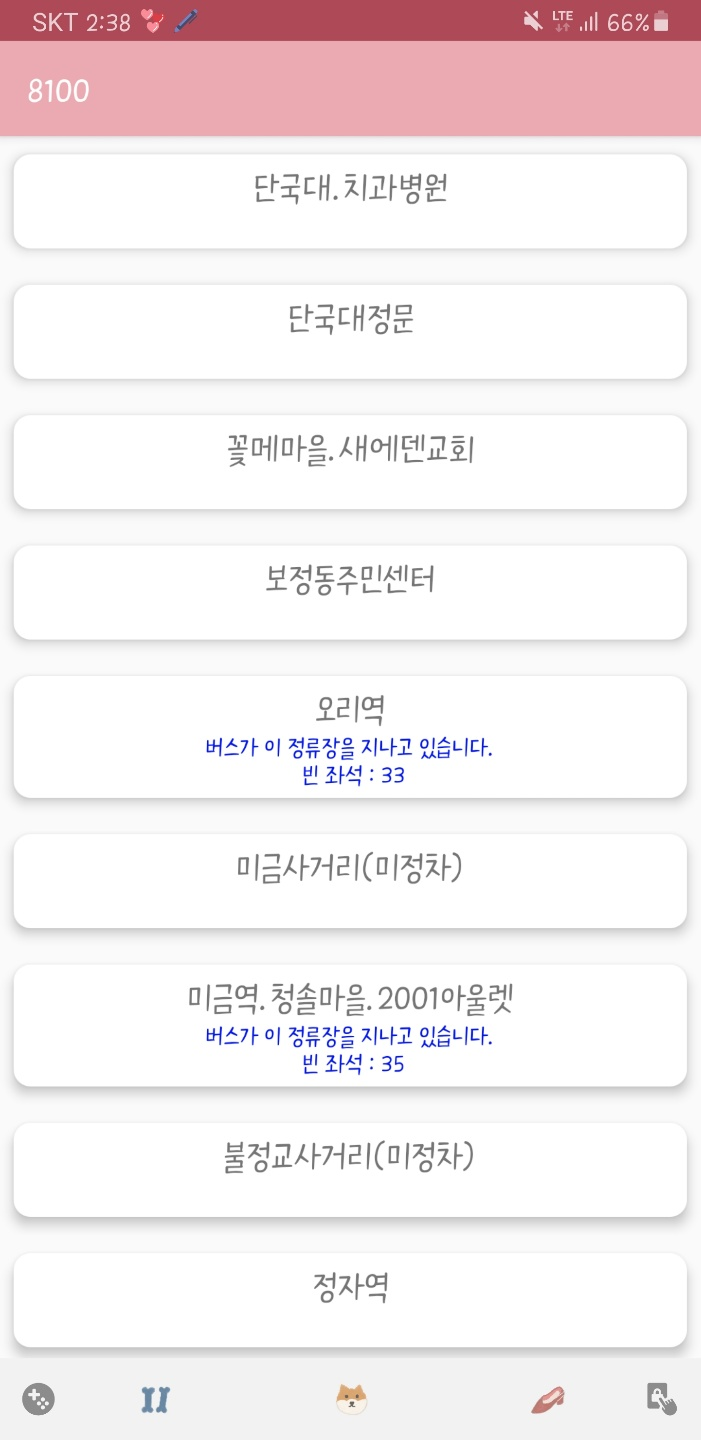 SKT 2:38
LTE
66%
8100
단국대.치과병원
단국대정문
꽃메마을.새에덴교회
보정동주민센터
오리역
버스가 이 정류장을 지나고 있습니다.
빈 좌석 : 33
미금사거리(미정차)
미금역.청솔마을.2001아울렛
버스가 이 정류장을 지나고 있습니다.
빈 좌석 : 35
불정교사거리(미정차)
정자역